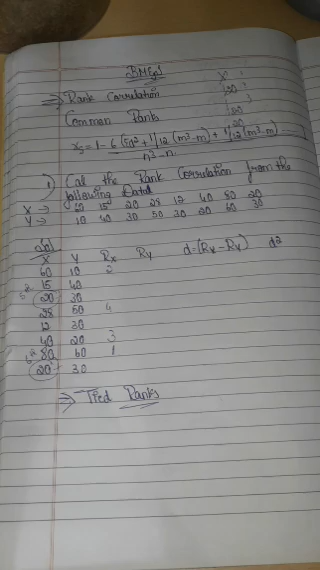 BMEG1
⇒ Rank Correlation
Common Ranks
= 1 - 6 (Σd² + 1/12 (m³-m) + 1/12 (m³-m)
n³-n
1) Cal the Rank Correlation from the
following Data
X → 60 15 20 28 12 40 80 20
Y → 10 40 30 50 30 20 60 30
Sol
X Y Rx Ry d=(Rx-Ry) d2
60 10 2
15 40
20 30
28 50 4
12 30
40 20 3
80 60 1
20 30
⇒ Tied Ranks